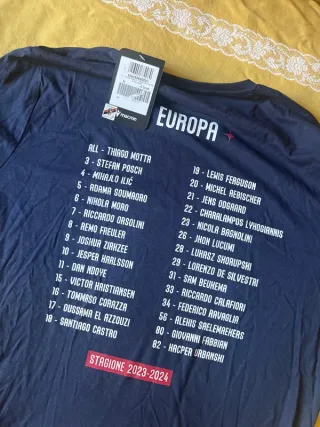 macron
EUROPA
ALL - THIAGO MOTTA
3 - STEFAN POSCH
4 - MIHAJLO ILIĆ
5 - ADAMA SOUMAORO
6 - NIKOLA MORO
7 - RICCARDO ORSOLINI
8 - REMO FREULER
9 - JOSHUA ZIRKZEE
10 - JESPER KARLSSON
11 - DAN NDOYE
15 - VICTOR KRISTIANSEN
16 - TOMMASO CORAZZA
17 - OUSSAMA EL AZZOUZI
18 - SANTIAGO CASTRO
19 - LEWIS FERGUSON
20 - MICHEL AEBISCHER
21 - JENS ODGAARD
22 - CHARALAMPOS LYKOGIANNIS
23 - NICOLA BAGNOLINI
26 - JHON LUCUMI
28 - LUKASZ SKORUPSKI
29 - LORENZO DE SILVESTRI
31 - SAM BEUKEMA
33 - RICCARDO CALAFIORI
34 - FEDERICO RAVAGLIA
56 - ALEXIS SAELEMAEKERS
80 - GIOVANNI FABBIAN
82 - KACPER URBANSKI
STAGIONE 2023-2024